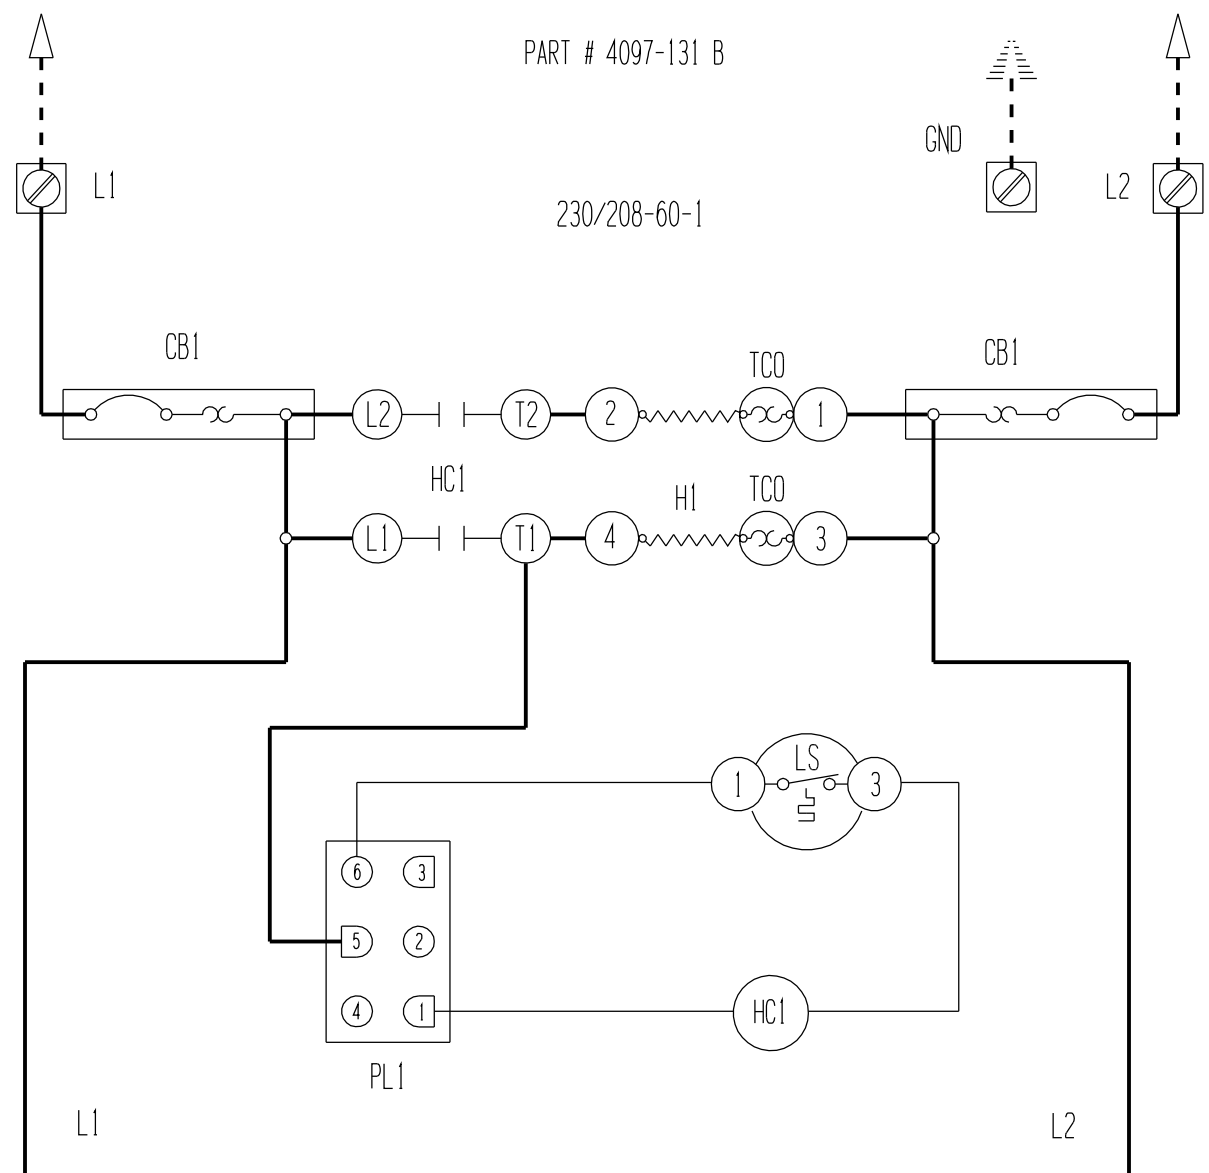 PART # 4097-131 B
GND
L1
L2
230/208-60-1
CB1
CB1
TCO
L2 T2 2 1
HC1
H1
TCO
L1 T1 4 3
LS
1 3
6 3
5 2
4 1
HC1
PL1
L1
L2